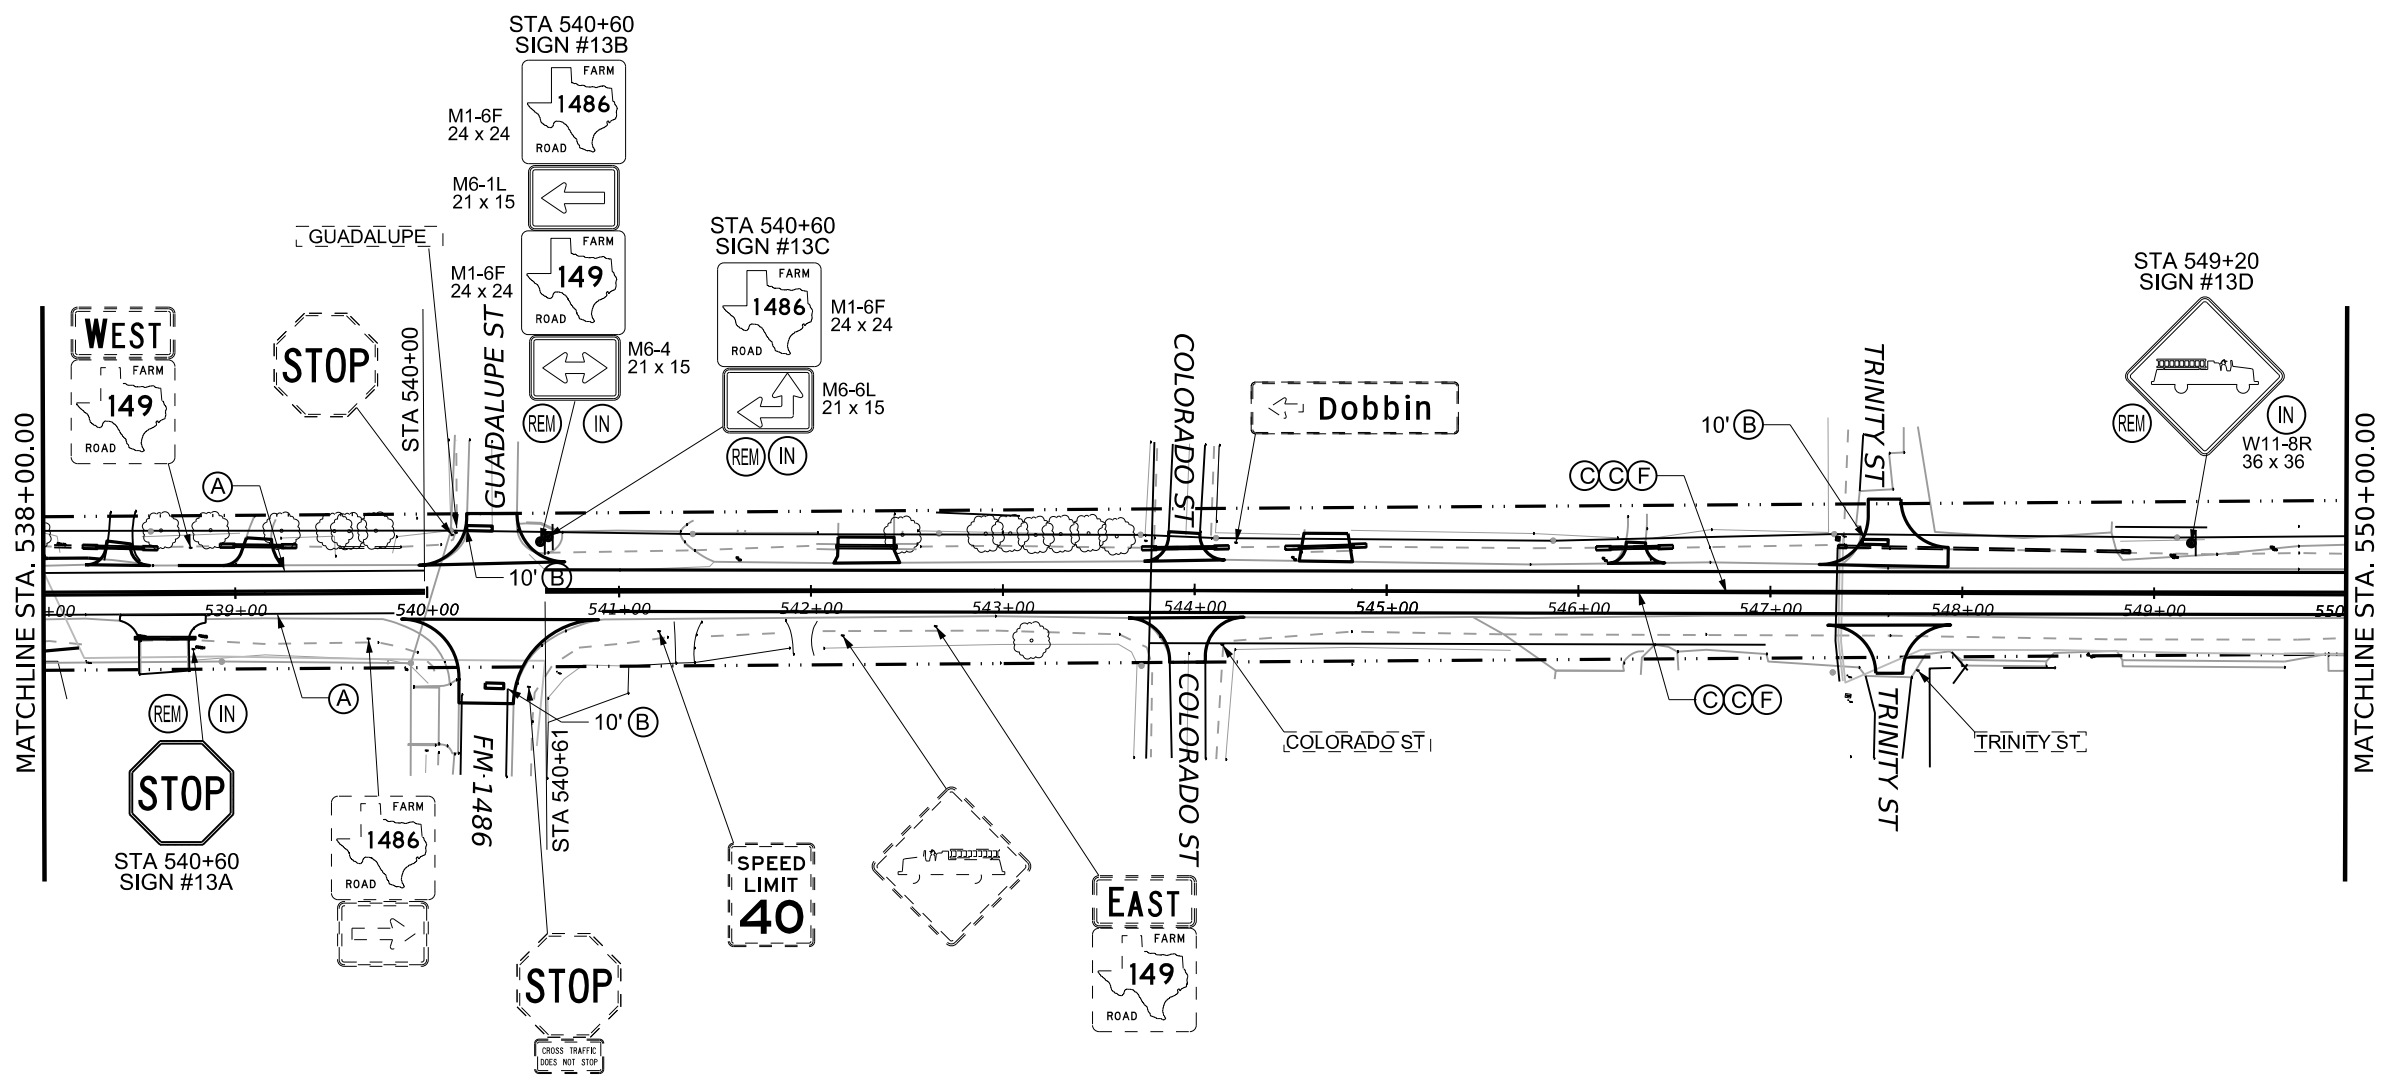 STA 540+60
SIGN #13B
FARM
1486
ROAD
M1-6F
24 x 24
M6-1L
21 x 15
FARM
149
ROAD
M1-6F
24 x 24
M6-4
21 x 15
REM
IN
STA 540+60
SIGN #13C
FARM
1486
ROAD
M1-6F
24 x 24
M6-6L
21 x 15
REM
IN
STA 549+20
SIGN #13D
REM
IN
W11-8R
36 x 36
GUADALUPE
WEST
FARM
149
ROAD
STOP
STA 540+00
GUADALUPE ST
COLORADO ST
Dobbin
TRINITY ST
10' B
C C F
A
MATCHLINE STA. 538+00.00
MATCHLINE STA. 550+00.00
10' B
+00
539+00
540+00
541+00
542+00
543+00
544+00
545+00
546+00
547+00
548+00
549+00
550
A
REM
IN
STOP
STA 540+60
SIGN #13A
FARM
1486
ROAD
FM-1486
10' B
STA 540+61
STOP
CROSS TRAFFIC
DOES NOT STOP
SPEED
LIMIT
40
EAST
FARM
149
ROAD
COLORADO ST
COLORADO ST
C C F
TRINITY ST
TRINITY ST